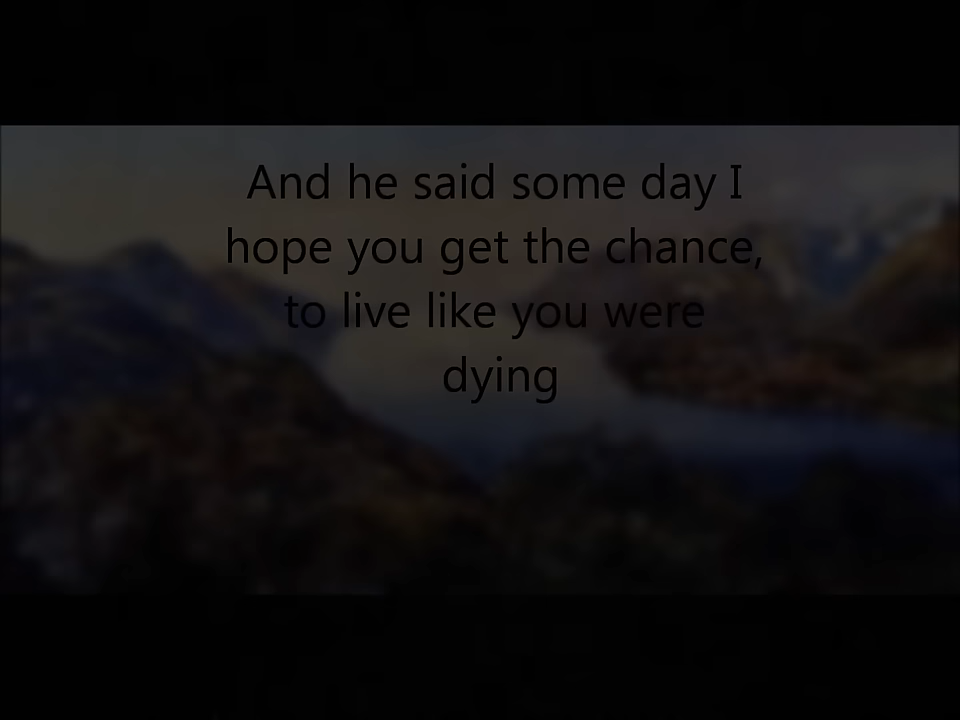 And he said some day I
hope you get the chance,
to live like you were
dying